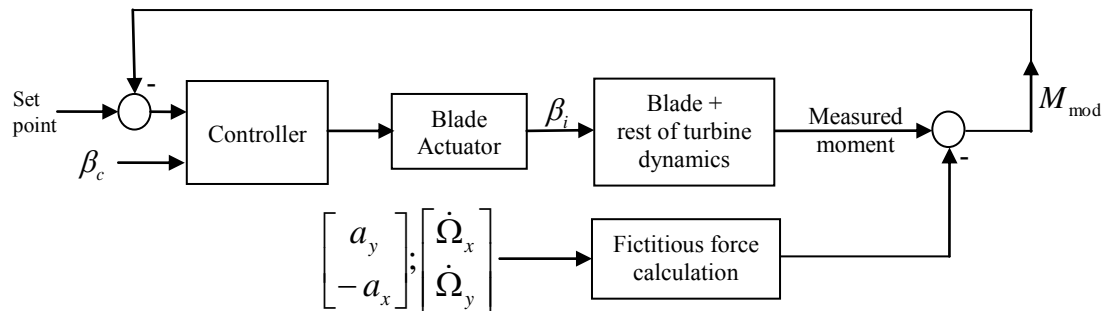 -
Set
point
Controller
Blade
Actuator
β_i
Blade +
rest of turbine
dynamics
Measured
moment
-
M_mod
β_c
[a_y; -a_x];[Ω̇_x; Ω̇_y]
Fictitious force
calculation